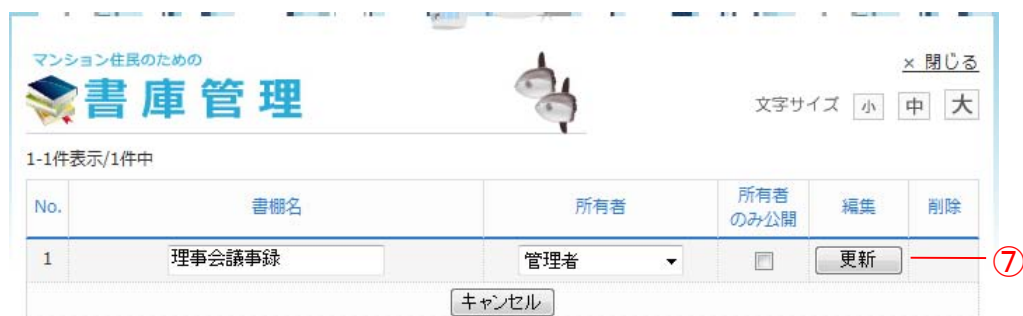 マンション住民のための
書庫管理
× 閉じる
文字サイズ 小 中 大
1-1件表示/1件中
No. 書棚名 所有者 所有者のみ公開 編集 削除
1 理事会議事録 管理者 更新 ⑦
キャンセル